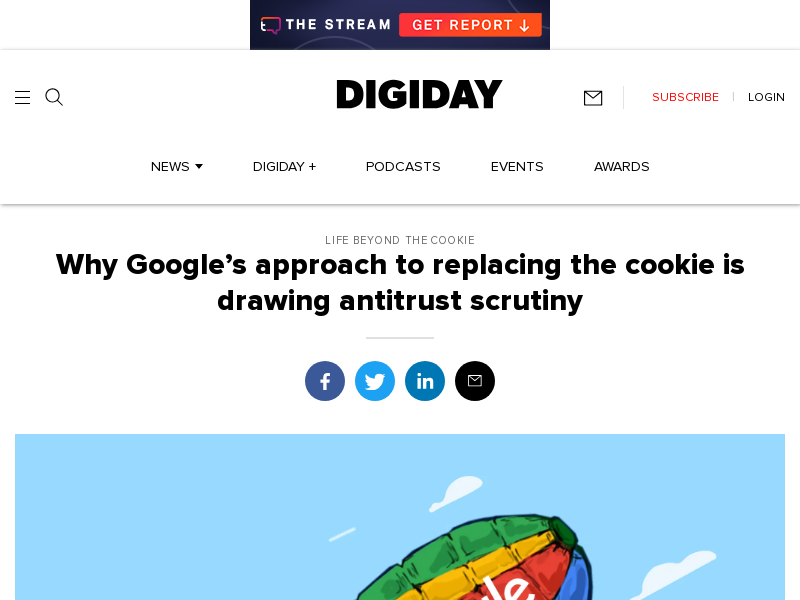 THE STREAM GET REPORT ↓
DIGIDAY
SUBSCRIBE
LOGIN
NEWS
DIGIDAY +
PODCASTS
EVENTS
AWARDS
LIFE BEYOND THE COOKIE
Why Google’s approach to replacing the cookie is
drawing antitrust scrutiny